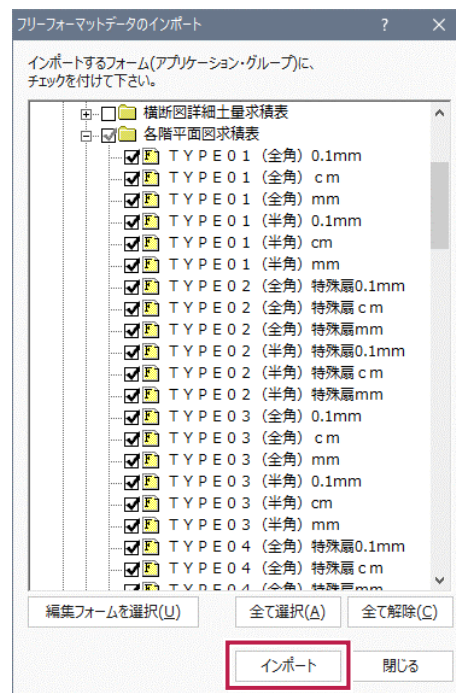 フリーフォーマットデータのインポート
インポートするフォーム(アプリケーション・グループ)に、
チェックを付けて下さい。
横断図詳細土量求積表
各階平面図求積表
ＴＹＰＥ０１（全角）0.1mm
ＴＹＰＥ０１（全角）ｃｍ
ＴＹＰＥ０１（全角）mm
ＴＹＰＥ０１（半角）0.1mm
ＴＹＰＥ０１（半角）cm
ＴＹＰＥ０１（半角）mm
ＴＹＰＥ０２（全角）特殊扇0.1mm
ＴＹＰＥ０２（全角）特殊扇ｃｍ
ＴＹＰＥ０２（全角）特殊扇mm
ＴＹＰＥ０２（半角）特殊扇0.1mm
ＴＹＰＥ０２（半角）特殊扇ｃｍ
ＴＹＰＥ０２（半角）特殊扇mm
ＴＹＰＥ０３（全角）0.1mm
ＴＹＰＥ０３（全角）ｃｍ
ＴＹＰＥ０３（全角）mm
ＴＹＰＥ０３（半角）0.1mm
ＴＹＰＥ０３（半角）cm
ＴＹＰＥ０３（半角）mm
ＴＹＰＥ０４（全角）特殊扇0.1mm
ＴＹＰＥ０４（全角）特殊扇ｃｍ
ＴＹＰＥ０４（全角）特殊扇mm
編集フォームを選択(U) 全て選択(A) 全て解除(C)
インポート 閉じる